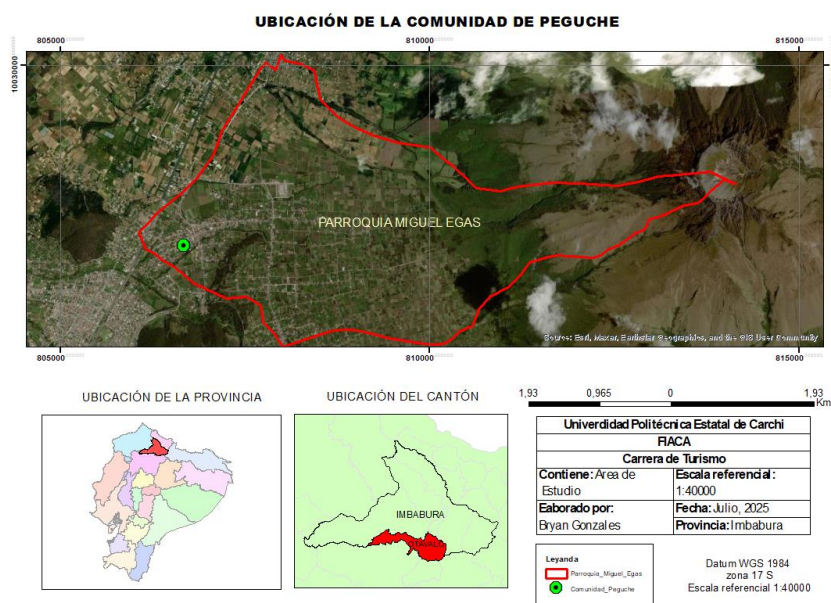 UBICACIÓN DE LA COMUNIDAD DE PEGUCHE
805000 810000 815000
10030000
PARROQUIA MIGUEL EGAS
Source: Esri, Maxar, Earthstar Geographics, and the GIS User Community
805000 810000 815000
UBICACIÓN DE LA PROVINCIA
UBICACIÓN DEL CANTÓN
IMBABURA
OTAVALO
1,93 0,965 0 1,93
Km
Univerdidad Politécnica Estatal de Carchi
FIACA
Carrera de Turismo
Contiene: Area de Estudio
Escala referencial: 1:40000
Eaborado por: Bryan Gonzales
Fecha: Julio, 2025
Provincia: Imbabura
Leyanda
Parroquia_Miguel_Egas
Comunidad_Peguche
Datum WGS 1984
zona 17 S
Escala referencial 1:40000